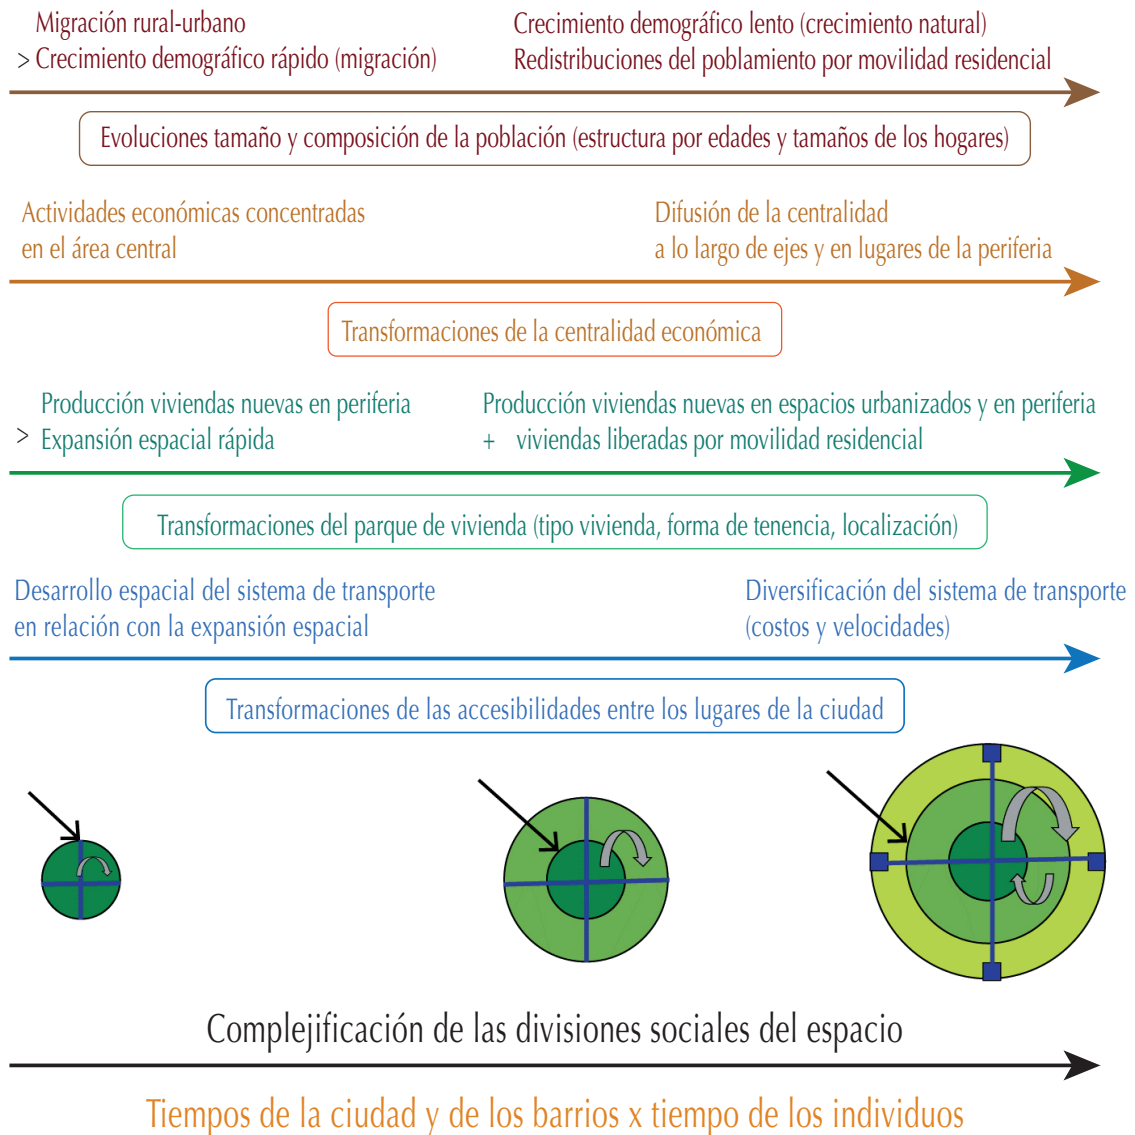 Migración rural-urbano
> Crecimiento demográfico rápido (migración)
Crecimiento demográfico lento (crecimiento natural)
Redistribuciones del poblamiento por movilidad residencial
Evoluciones tamaño y composición de la población (estructura por edades y tamaños de los hogares)
Actividades económicas concentradas
en el área central
Difusión de la centralidad
a lo largo de ejes y en lugares de la periferia
Transformaciones de la centralidad económica
Producción viviendas nuevas en periferia
> Expansión espacial rápida
Producción viviendas nuevas en espacios urbanizados y en periferia
+ viviendas liberadas por movilidad residencial
Transformaciones del parque de vivienda (tipo vivienda, forma de tenencia, localización)
Desarrollo espacial del sistema de transporte
en relación con la expansión espacial
Diversificación del sistema de transporte
(costos y velocidades)
Transformaciones de las accesibilidades entre los lugares de la ciudad
Complejificación de las divisiones sociales del espacio
Tiempos de la ciudad y de los barrios x tiempo de los individuos